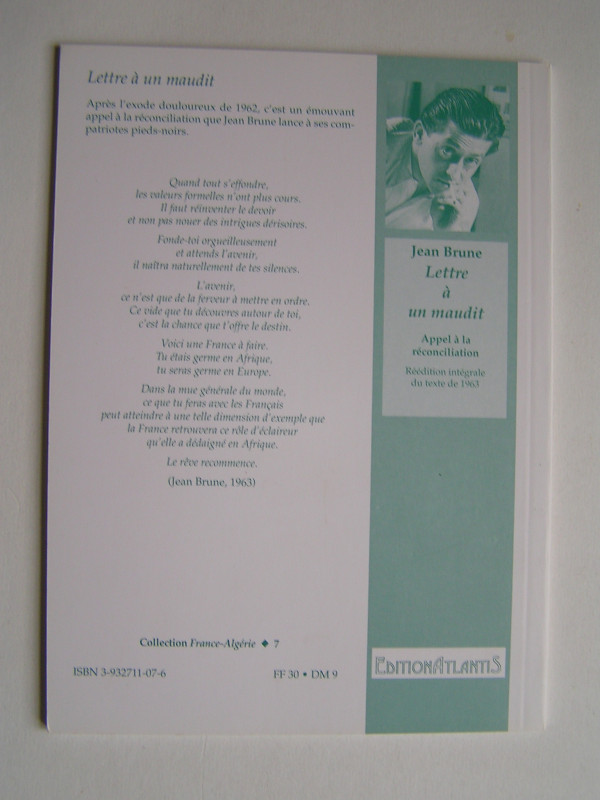 Lettre à un maudit
Après l'exode douloureux de 1962, c'est un émouvant
appel à la réconciliation que Jean Brune lance à ses com-
patriotes pieds-noirs.
Quand tout s'effondre,
les valeurs formelles n'ont plus cours.
Il faut réinventer le devoir
et non pas nouer des intrigues dérisoires.
Fonde-toi orgueilleusement
et attends l'avenir,
il naîtra naturellement de tes silences.
L'avenir,
ce n'est que de la ferveur à mettre en ordre.
Ce vide que tu découvres autour de toi,
c'est la chance que t'offre le destin.
Voici une France à faire.
Tu étais germe en Afrique,
tu seras germe en Europe.
Dans la mue générale du monde,
ce que tu feras avec les Français
peut atteindre à une telle dimension d'exemple que
la France retrouvera ce rôle d'éclaireur
qu'elle a dédaigné en Afrique.
Le rêve recommence.
(Jean Brune, 1963)
Collection France-Algérie ◆ 7
ISBN 3-932711-07-6
FF 30 • DM 9
Jean Brune
Lettre
à
un maudit
Appel à la
réconciliation
Réédition intégrale
du texte de 1963
EDITIONATLANTIS